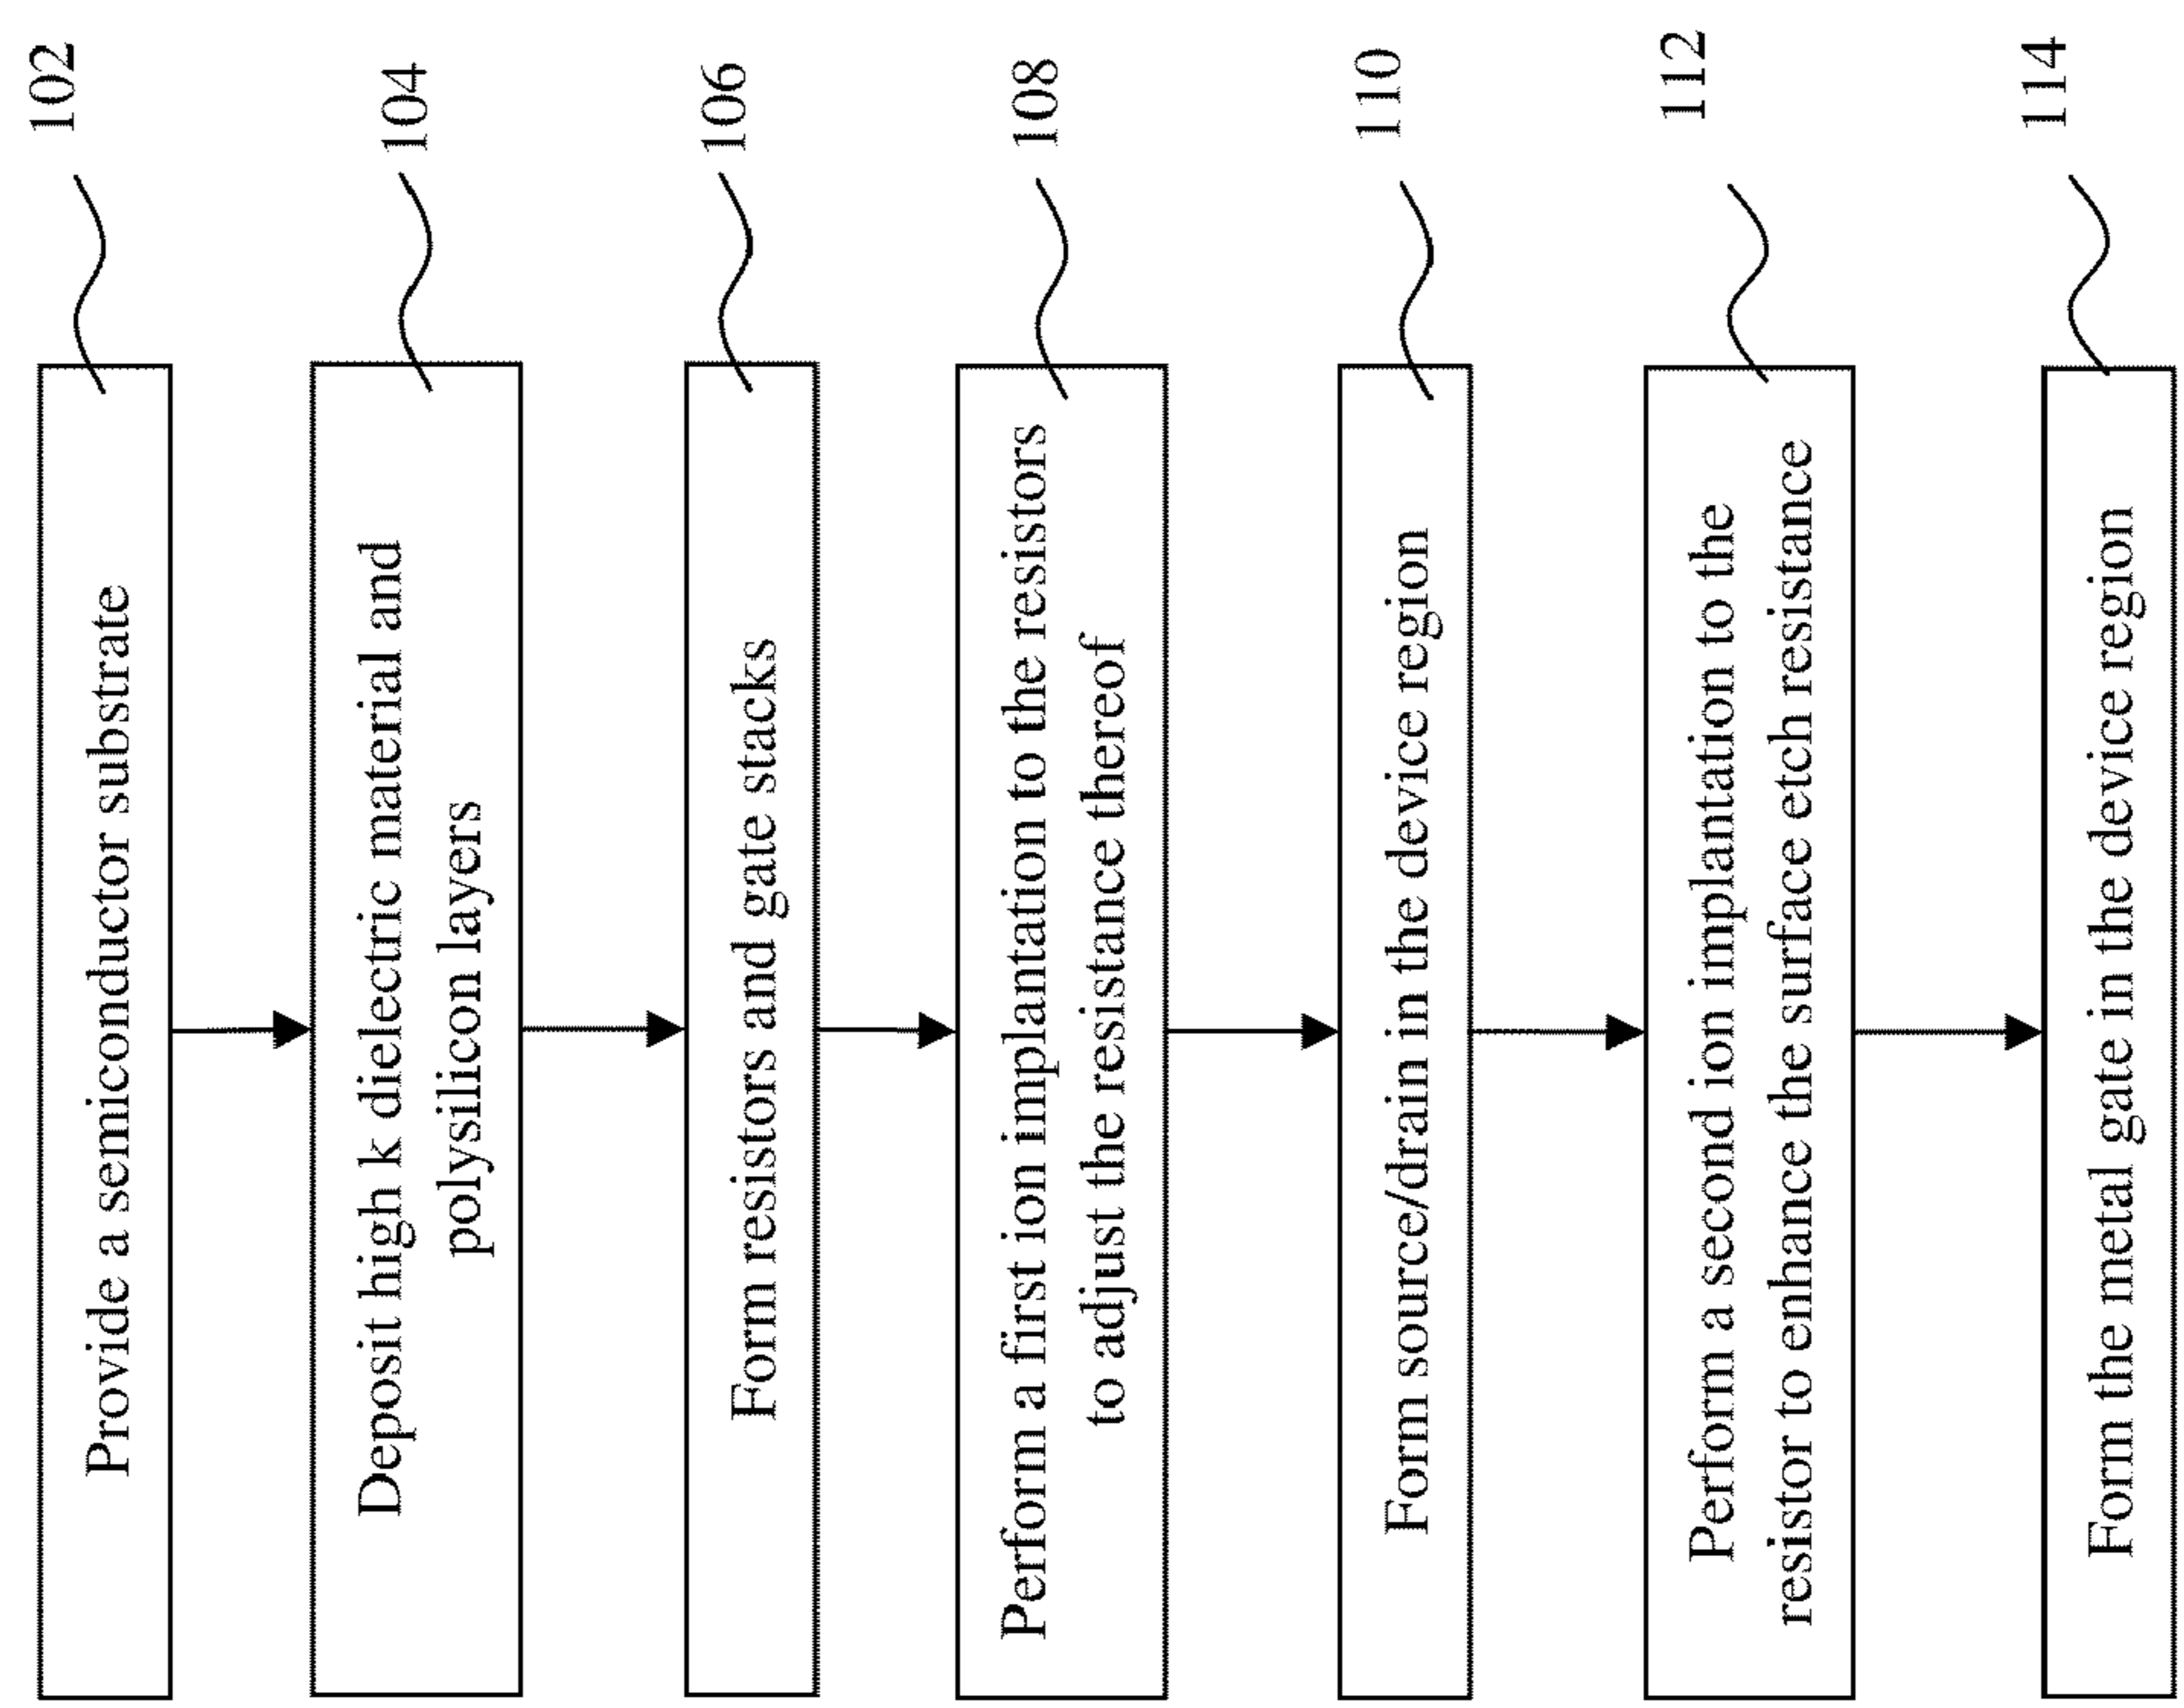 102
Provide a semiconductor substrate
104
Deposit high k dielectric material and
polysilicon layers
106
Form resistors and gate stacks
108
Perform a first ion implantation to the resistors
to adjust the resistance thereof
110
Form source/drain in the device region
112
Perform a second ion implantation to the
resistor to enhance the surface etch resistance
114
Form the metal gate in the device region